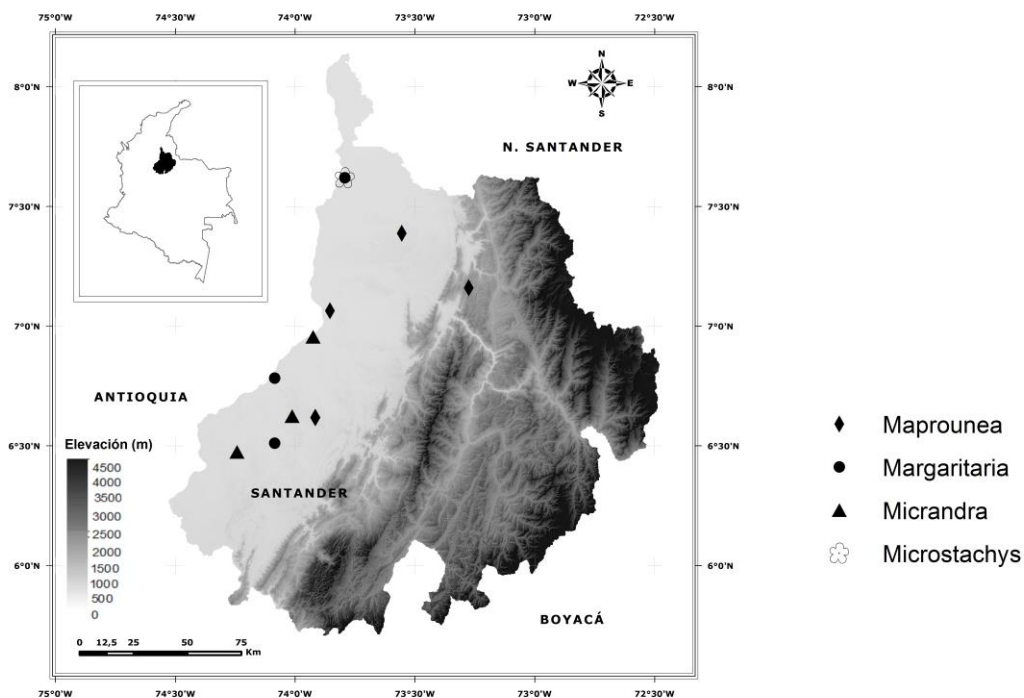 75°0'W 74°30'W 74°0'W 73°30'W 73°0'W 72°30'W
8°0'N 8°0'N
N
W E
S
N. SANTANDER
7°30'N 7°30'N
7°0'N 7°0'N
ANTIOQUIA
6°30'N 6°30'N
Elevación (m)
4500
4000
3500
3000
2500
2000
1500
1000
500
0
SANTANDER
6°0'N 6°0'N
BOYACÁ
0 12,5 25 50 75
Km
75°0'W 74°30'W 74°0'W 73°30'W 73°0'W 72°30'W
Maprounea
Margaritaria
Micrandra
Microstachys